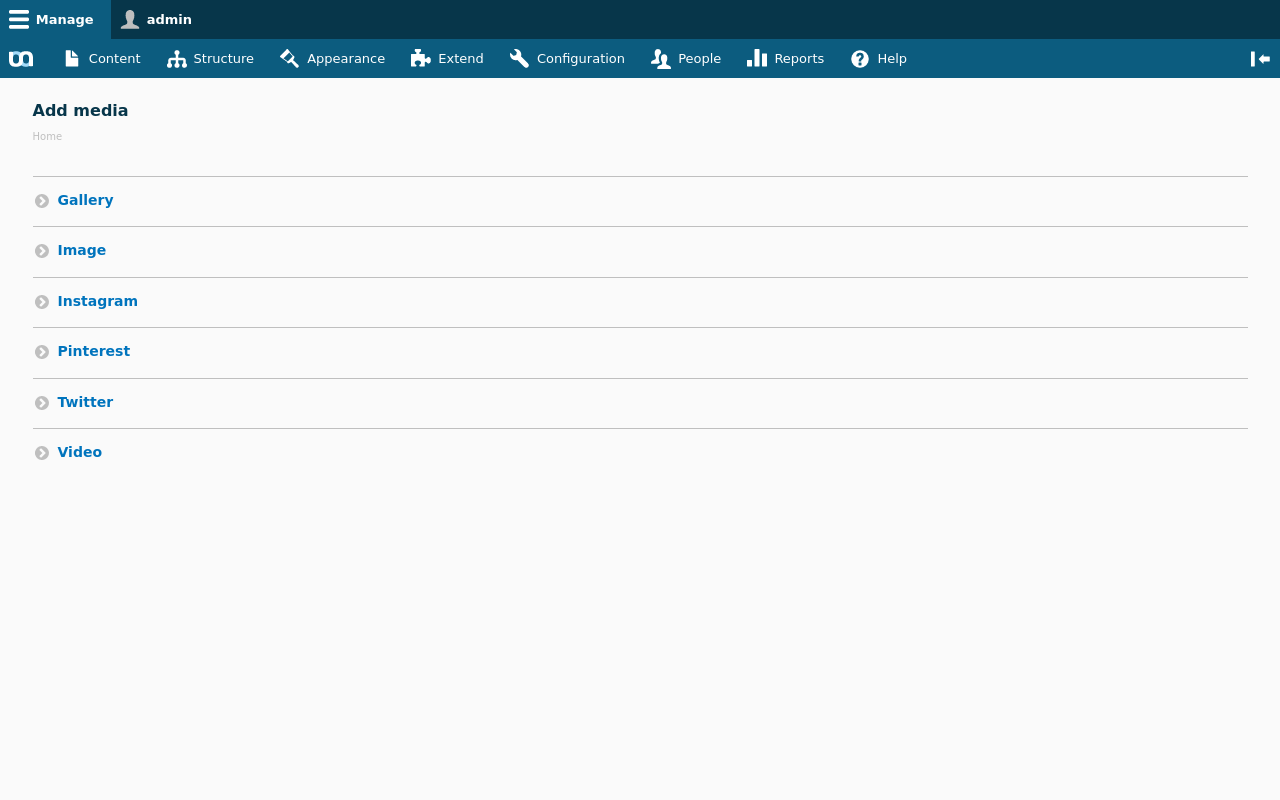 Manage admin
Content Structure Appearance Extend Configuration People Reports Help
Add media
Home
Gallery
Image
Instagram
Pinterest
Twitter
Video